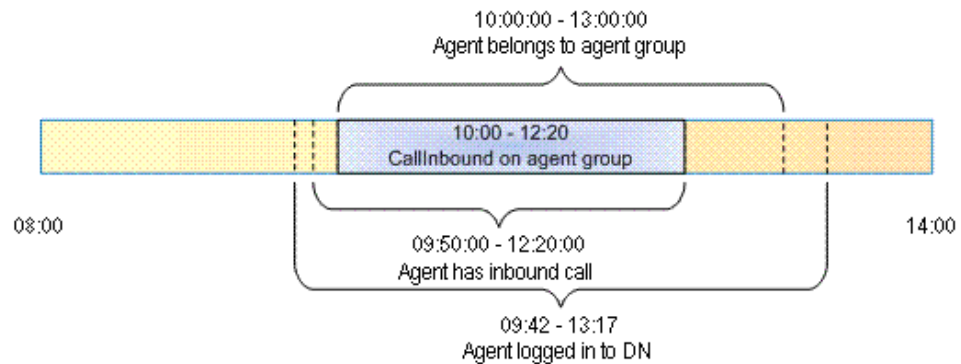 10:00:00 - 13:00:00
Agent belongs to agent group
10:00 - 12:20
CallInbound on agent group
08:00
14:00
09:50:00 - 12:20:00
Agent has inbound call
09:42 - 13:17
Agent logged in to DN